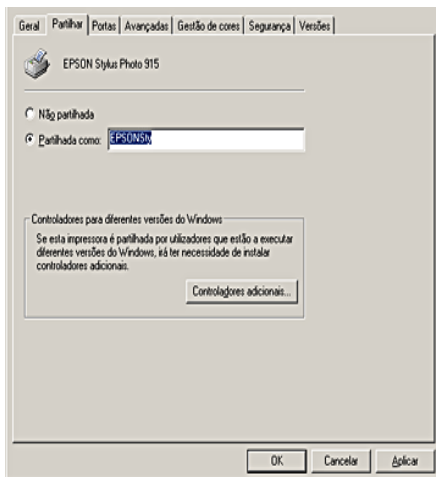 Geral Partilhar Portas Avançadas Gestão de cores Segurança Versões
EPSON Stylus Photo 915
Não partilhada
Partilhada como: EPSONSty
Controladores para diferentes versões do Windows
Se esta impressora é partilhada por utilizadores que estão a executar
diferentes versões do Windows, irá ter necessidade de instalar
controladores adicionais.
Controladores adicionais...
OK Cancelar Aplicar